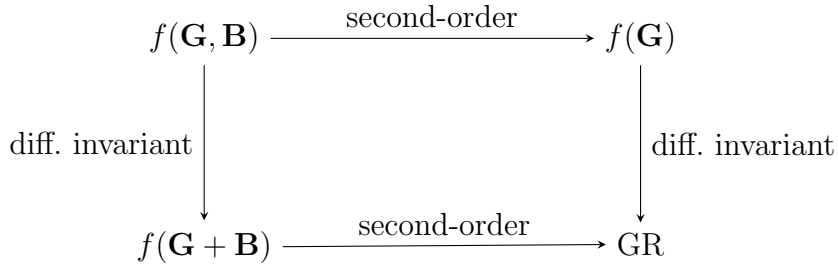 second-order
f(G, B)
f(G)
diff. invariant
diff. invariant
second-order
f(G + B)
GR